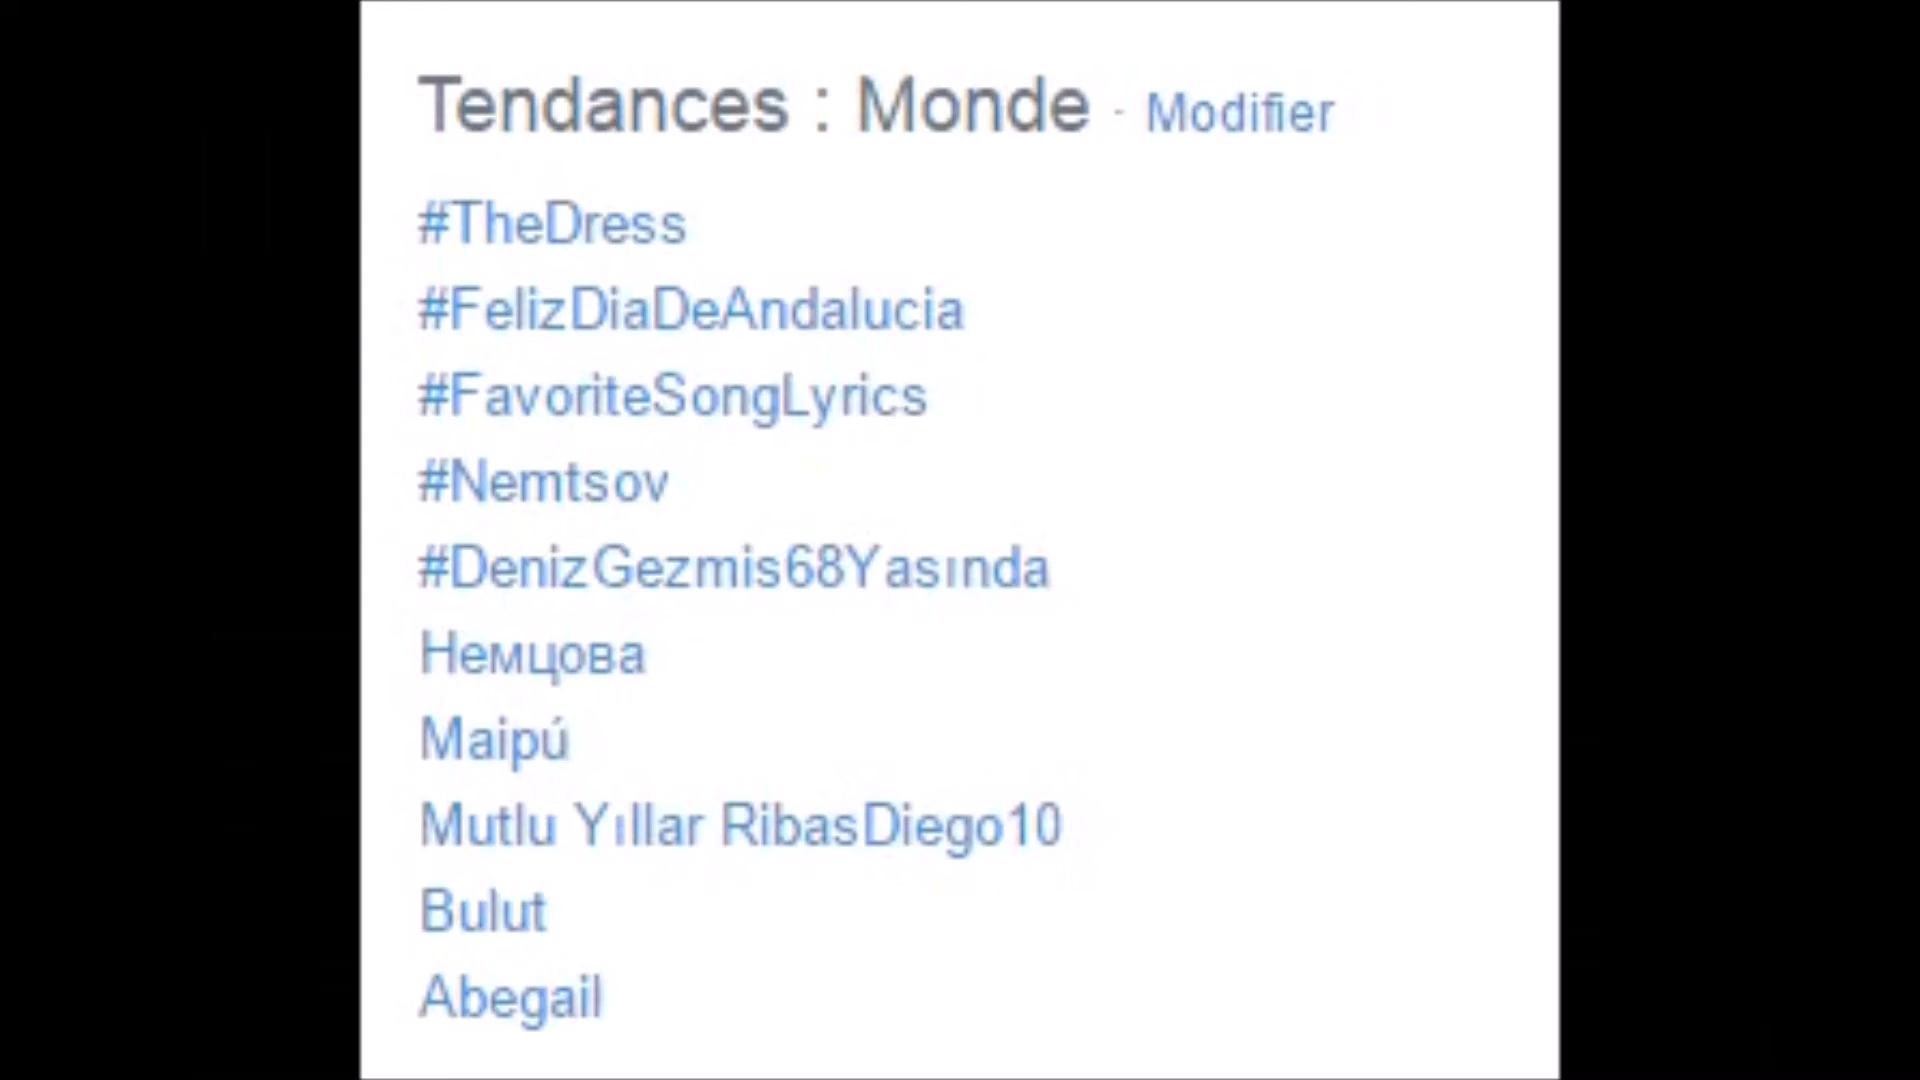 Tendances : Monde · Modifier
#TheDress
#FelizDiaDeAndalucia
#FavoriteSongLyrics
#Nemtsov
#DenizGezmis68Yasında
Немцова
Maipú
Mutlu Yıllar RibasDiego10
Bulut
Abegail